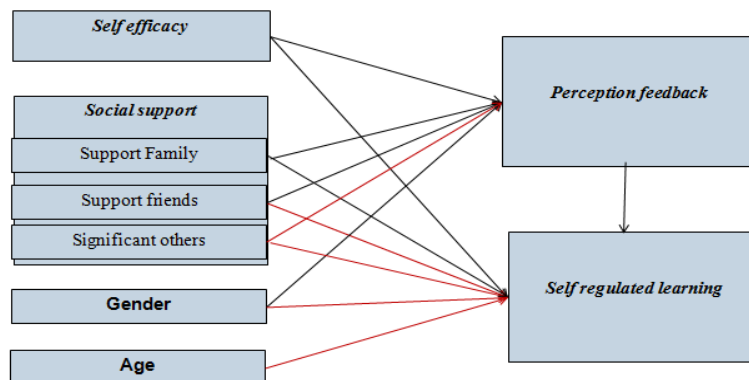 Self efficacy
Social support
Support Family
Support friends
Significant others
Gender
Age
Perception feedback
Self regulated learning